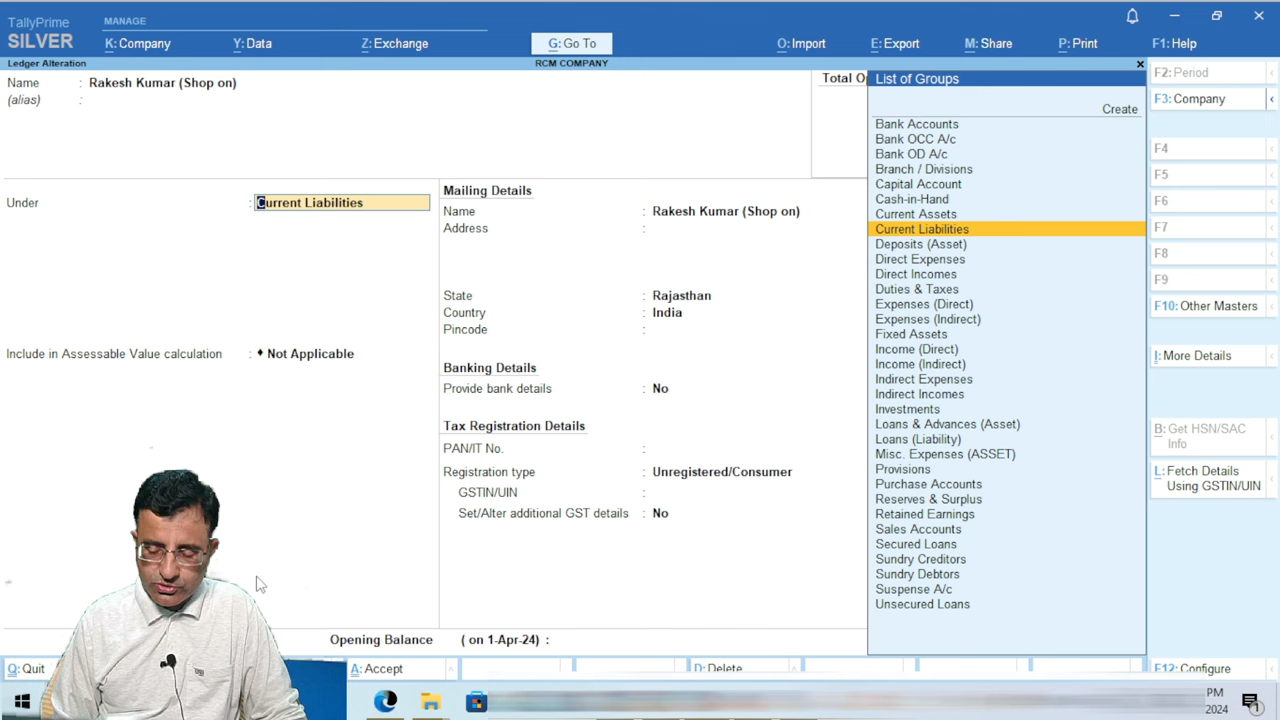 TallyPrime
SILVER
MANAGE
K: Company
Y: Data
Z: Exchange
G: Go To
O: Import
E: Export
M: Share
P: Print
F1: Help
Ledger Alteration
RCM COMPANY
Name : Rakesh Kumar (Shop on)
(alias) :
Total
Under : Current Liabilities
Include in Assessable Value calculation : ♦ Not Applicable
Mailing Details
Name : Rakesh Kumar (Shop on)
Address :
State : Rajasthan
Country : India
Pincode :
Banking Details
Provide bank details : No
Tax Registration Details
PAN/IT No. :
Registration type : Unregistered/Consumer
GSTIN/UIN :
Set/Alter additional GST details : No
Opening Balance ( on 1-Apr-24) :
List of Groups
Create
Bank Accounts
Bank OCC A/c
Bank OD A/c
Branch / Divisions
Capital Account
Cash-in-Hand
Current Assets
Current Liabilities
Deposits (Asset)
Direct Expenses
Direct Incomes
Duties & Taxes
Expenses (Direct)
Expenses (Indirect)
Fixed Assets
Income (Direct)
Income (Indirect)
Indirect Expenses
Indirect Incomes
Investments
Loans & Advances (Asset)
Loans (Liability)
Misc. Expenses (ASSET)
Provisions
Purchase Accounts
Reserves & Surplus
Retained Earnings
Sales Accounts
Secured Loans
Sundry Creditors
Sundry Debtors
Suspense A/c
Unsecured Loans
F2: Period
F3: Company
F4
F5
F6
F7
F8
F9
F10: Other Masters
I: More Details
B: Get HSN/SAC
Info
L: Fetch Details
Using GSTIN/UIN
Q: Quit
A: Accept
D: Delete
F12: Configure
PM
2024
1